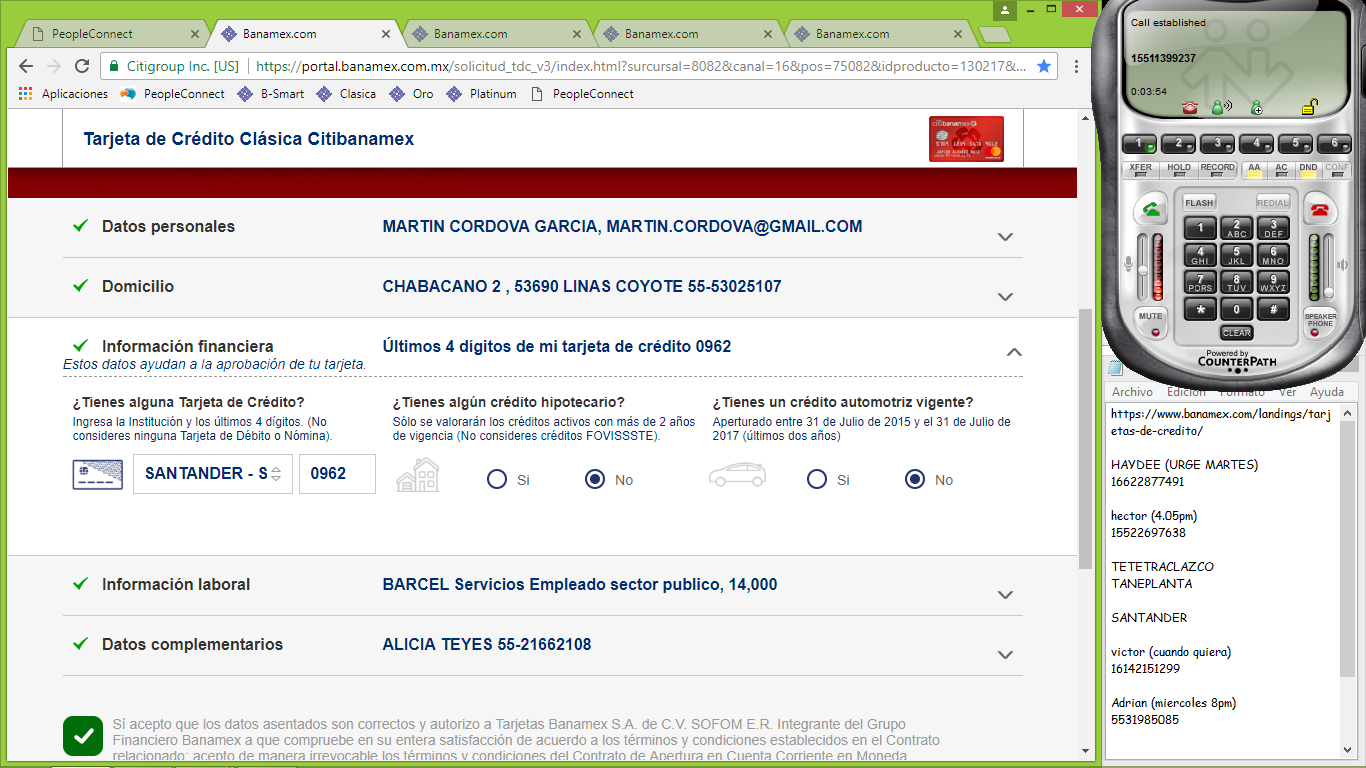 PeopleConnect
Banamex.com
Banamex.com
Banamex.com
Banamex.com
Citigroup Inc. [US]
https://portal.banamex.com.mx/solicitud_tdc_v3/index.html?surcursal=8082&canal=16&pos=75082&idproducto=130217&...
Aplicaciones
PeopleConnect
B-Smart
Clasica
Oro
Platinum
PeopleConnect
Tarjeta de Crédito Clásica Citibanamex
citibanamex
Datos personales
MARTIN CORDOVA GARCIA, MARTIN.CORDOVA@GMAIL.COM
Domicilio
CHABACANO 2 , 53690 LINAS COYOTE 55-53025107
Información financiera
Últimos 4 dígitos de mi tarjeta de crédito 0962
Estos datos ayudan a la aprobación de tu tarjeta.
¿Tienes alguna Tarjeta de Crédito?
Ingresa la Institución y los últimos 4 dígitos. (No
consideres ninguna Tarjeta de Débito o Nómina).
SANTANDER - S
0962
¿Tienes algún crédito hipotecario?
Sólo se valorarán los créditos activos con más de 2 años
de vigencia (No consideres créditos FOVISSSTE).
Si
No
¿Tienes un crédito automotriz vigente?
Aperturado entre 31 de Julio de 2015 y el 31 de Julio de
2017 (últimos dos años)
Si
No
Información laboral
BARCEL Servicios Empleado sector publico, 14,000
Datos complementarios
ALICIA TEYES 55-21662108
Sí acepto que los datos asentados son correctos y autorizo a Tarjetas Banamex S.A. de C.V. SOFOM E.R. Integrante del Grupo
Financiero Banamex a que compruebe en su entera satisfacción de acuerdo a los términos y condiciones establecidos en el Contrato
relacionado; acepto de manera irrevocable los términos y condiciones del Contrato de Apertura en Cuenta Corriente en Moneda
Call established
15511399237
0:03:54
1
2
3
4
5
6
XFER
HOLD
RECORD
AA
AC
DND
CONF
FLASH
REDIAL
1
2 ABC
3 DEF
4 GHI
5 JKL
6 MNO
7 PQRS
8 TUV
9 WXYZ
*
0
#
MUTE
CLEAR
SPEAKER
PHONE
Powered by
COUNTERPATH
Archivo
Edición
Formato
Ver
Ayuda
https://www.banamex.com/landings/tarj
etas-de-credito/
HAYDEE (URGE MARTES)
16622877491
hector (4.05pm)
15522697638
TETETRACLAZCO
TANEPLANTA
SANTANDER
victor (cuando quiera)
16142151299
Adrian (miercoles 8pm)
5531985085